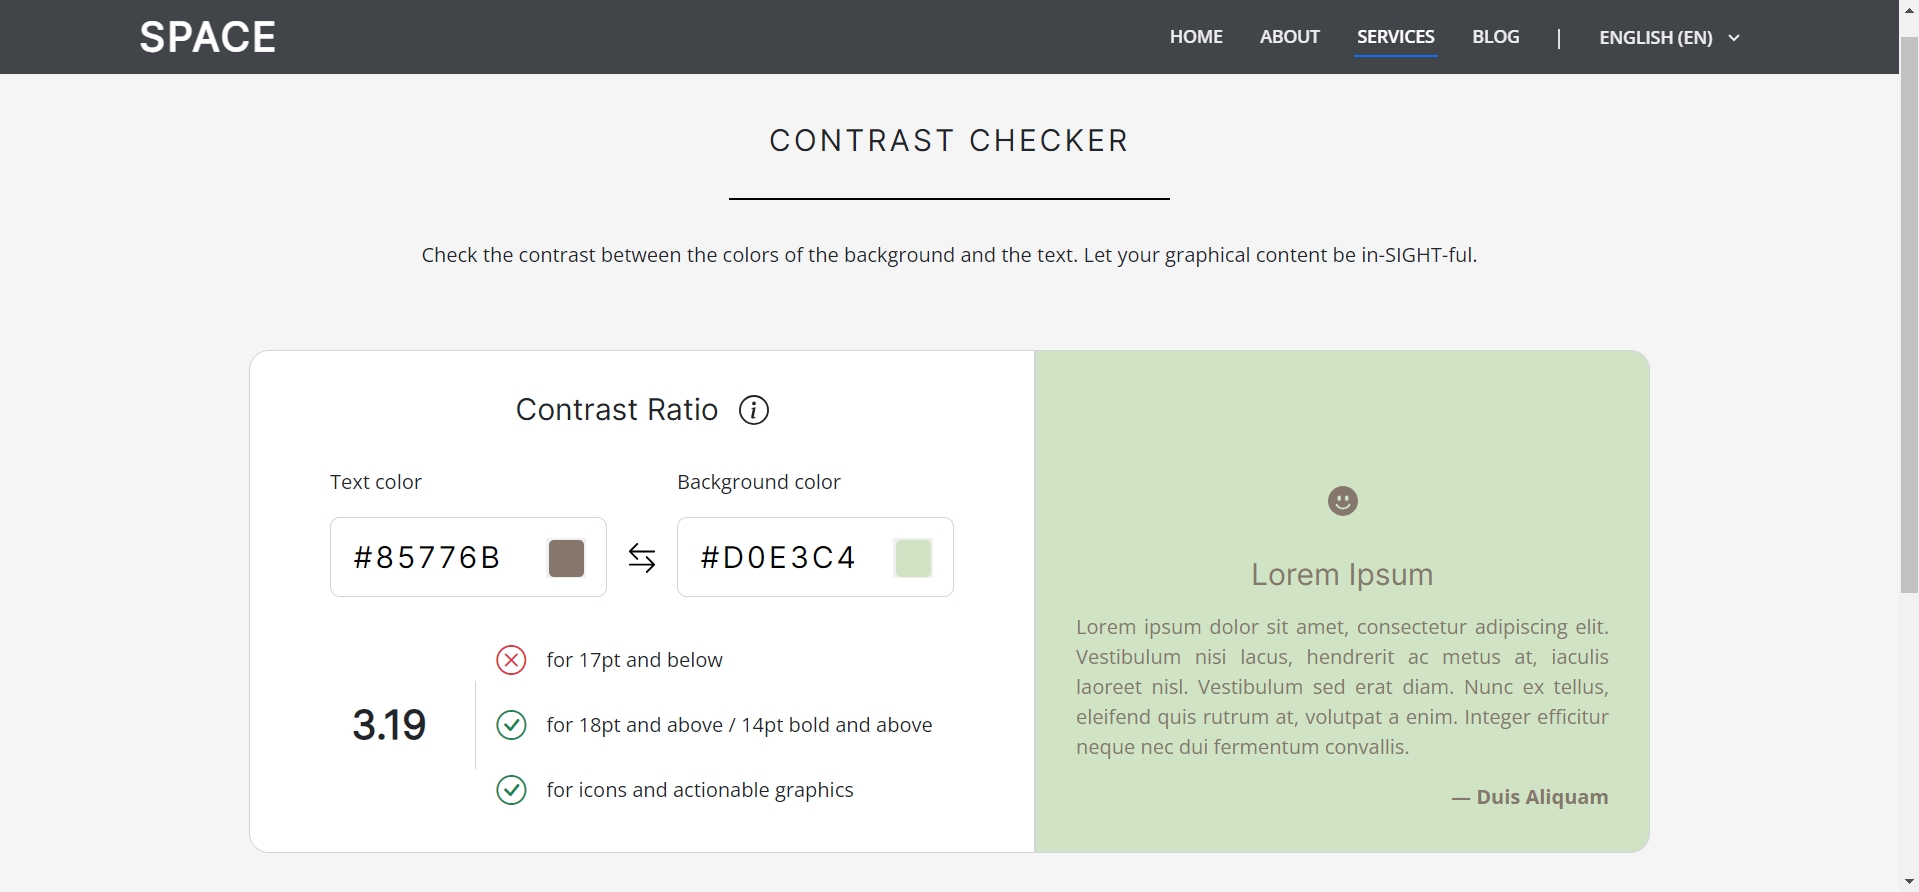 SPACE
HOME ABOUT SERVICES BLOG | ENGLISH (EN)
CONTRAST CHECKER
Check the contrast between the colors of the background and the text. Let your graphical content be in-SIGHT-ful.
Contrast Ratio i
Text color
Background color
#85776B
#D0E3C4
3.19
for 17pt and below
for 18pt and above / 14pt bold and above
for icons and actionable graphics
Lorem Ipsum
Lorem ipsum dolor sit amet, consectetur adipiscing elit.
Vestibulum nisi lacus, hendrerit ac metus at, iaculis
laoreet nisl. Vestibulum sed erat diam. Nunc ex tellus,
eleifend quis rutrum at, volutpat a enim. Integer efficitur
neque nec dui fermentum convallis.
— Duis Aliquam